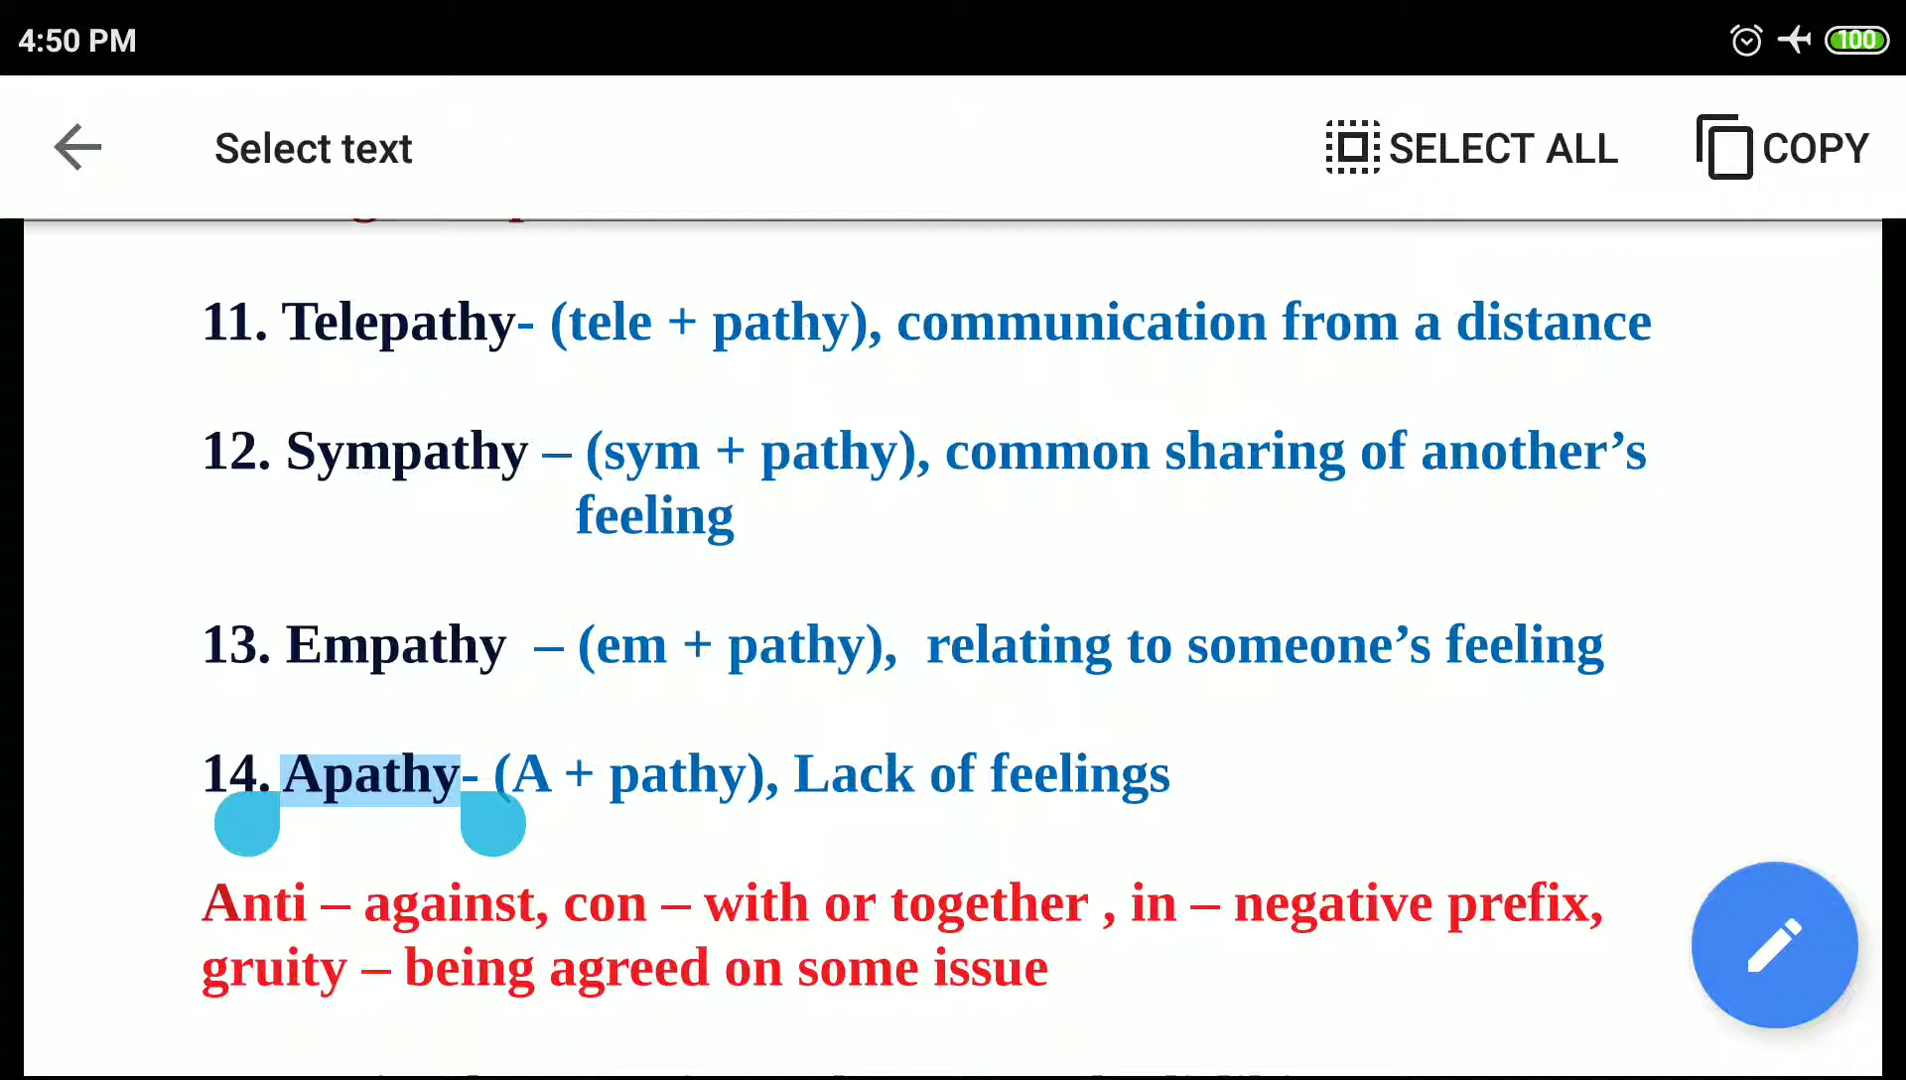 4:50 PM
100
Select text
SELECT ALL
COPY
11. Telepathy- (tele + pathy), communication from a distance
12. Sympathy – (sym + pathy), common sharing of another’s
feeling
13. Empathy – (em + pathy), relating to someone’s feeling
14. Apathy- (A + pathy), Lack of feelings
Anti – against, con – with or together , in – negative prefix,
gruity – being agreed on some issue